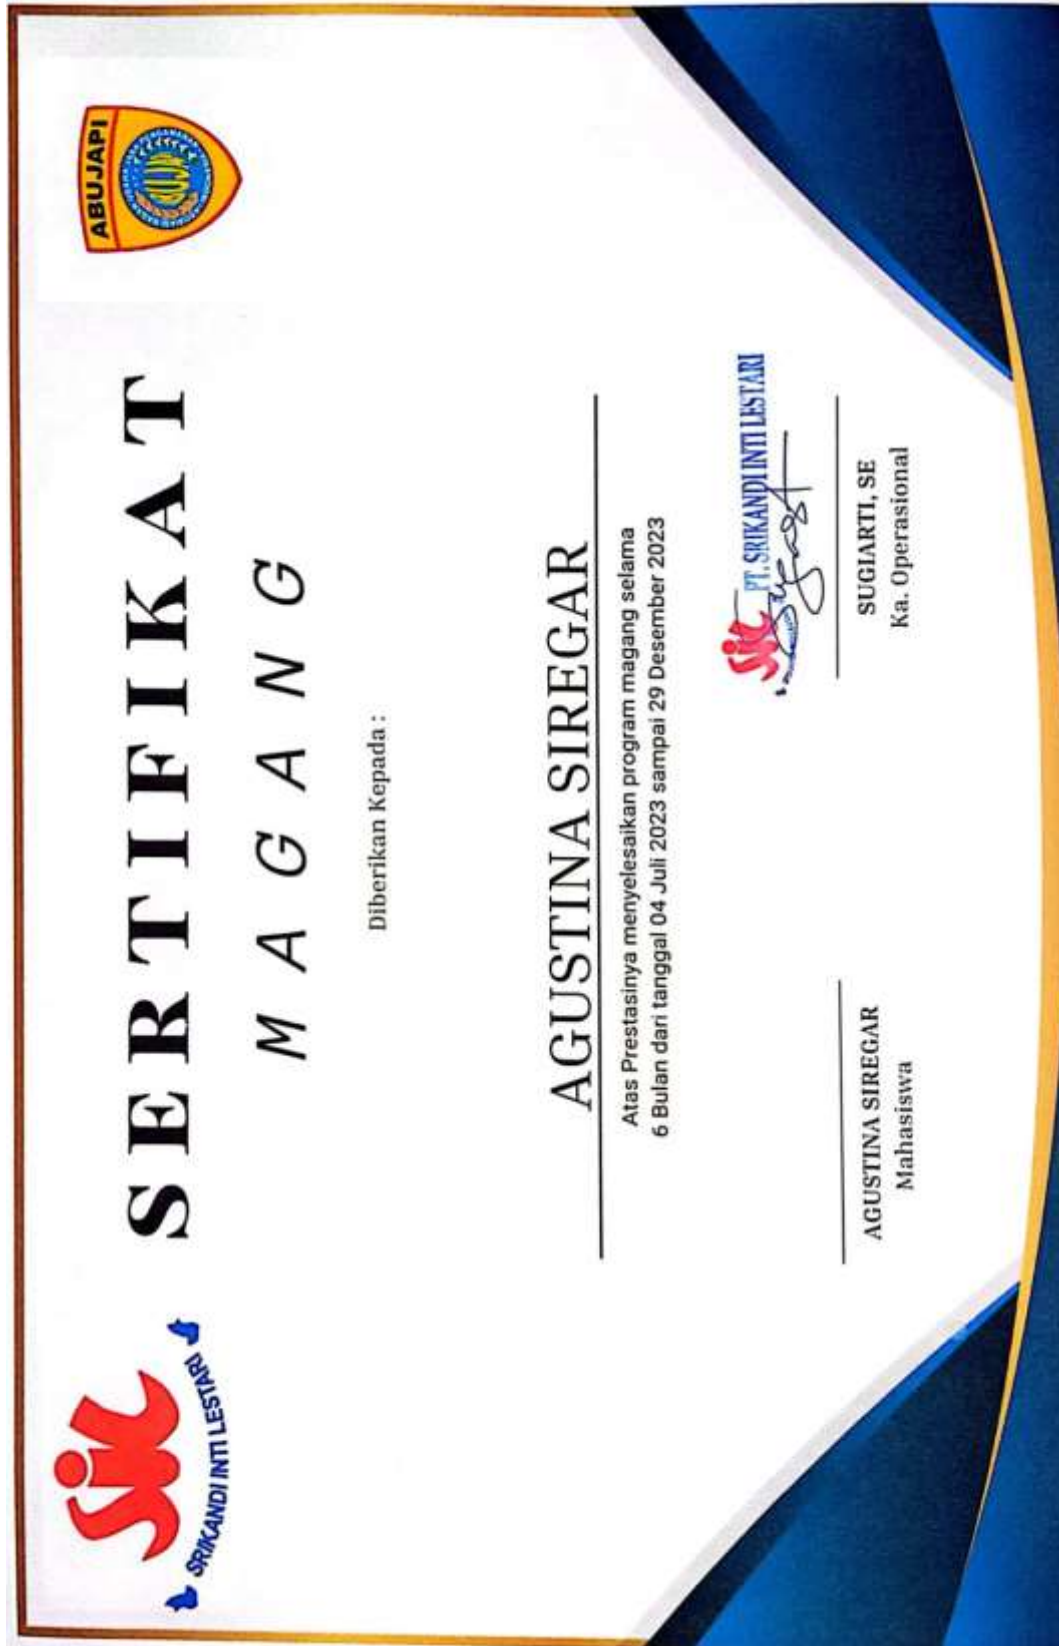 SRIKANDI INTI LESTARI
ABUJAPI
SERTIFIKAT
MAGANG
Diberikan Kepada :
AGUSTINA SIREGAR
Atas Prestasinya menyelesaikan program magang selama
6 Bulan dari tanggal 04 Juli 2023 sampai 29 Desember 2023
PT. SRIKANDI INTI LESTARI
AGUSTINA SIREGAR
Mahasiswa
SUGIARTI, SE
Ka. Operasional